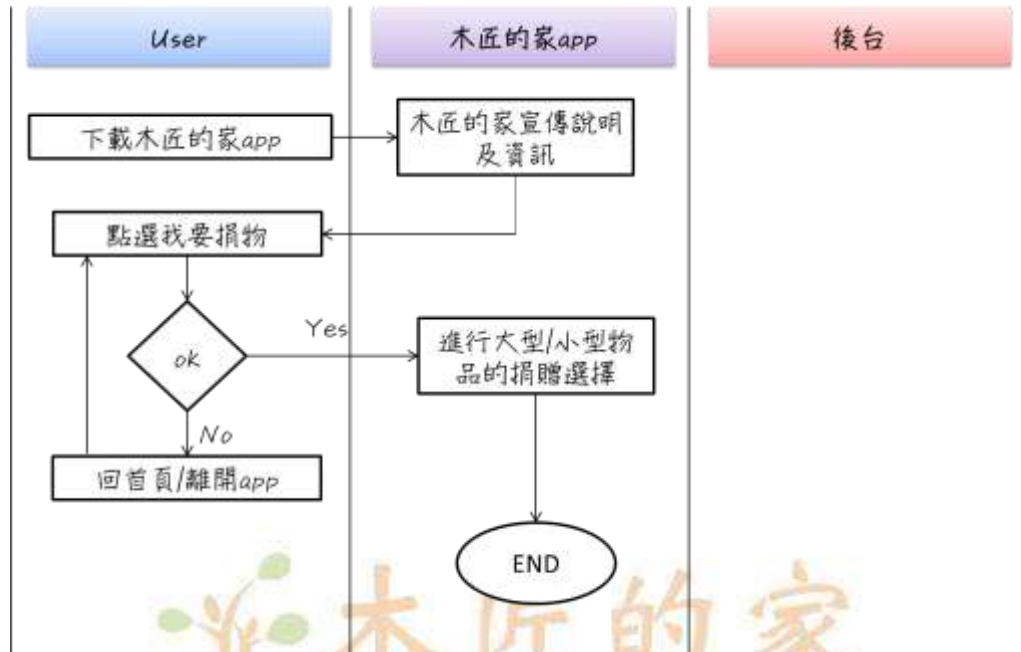 User
木匠的家app
後台
下載木匠的家app
木匠的家宣傳說明
及資訊
點選我要捐物
ok
Yes
進行大型/小型物
品的捐贈選擇
No
回首頁/離開app
END
木匠的家